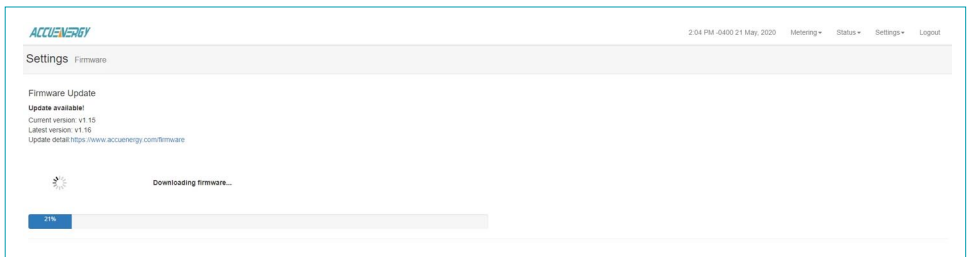 ACCUENERGY
2:04 PM -0400 21 May, 2020 Metering Status Settings Logout
Settings Firmware
Firmware Update
Update available!
Current version: v1.15
Latest version: v1.16
Update detail:https://www.accuenergy.com/firmware
Downloading firmware...
21%